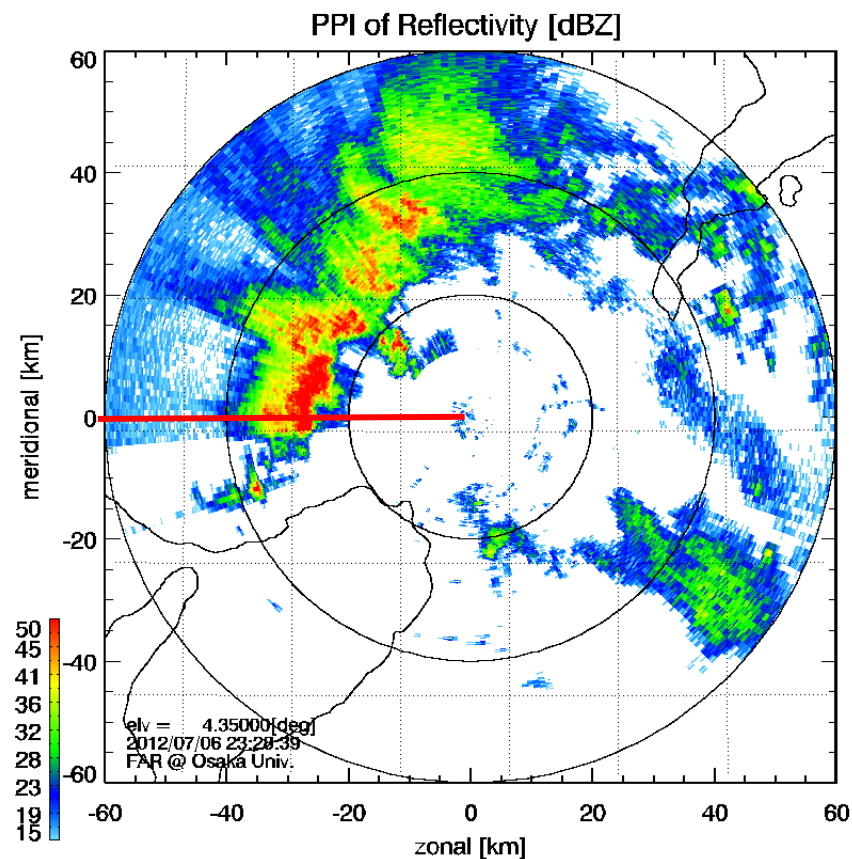 PPI of Reflectivity [dBZ]
60
40
20
0
-20
-40
-60
meridional [km]
50
45
41
36
32
28
23
19
15
elv = 4.35000[deg]
2012/07/06 23:29:39
FAR @ Osaka Univ.
-60 -40 -20 0 20 40 60
zonal [km]